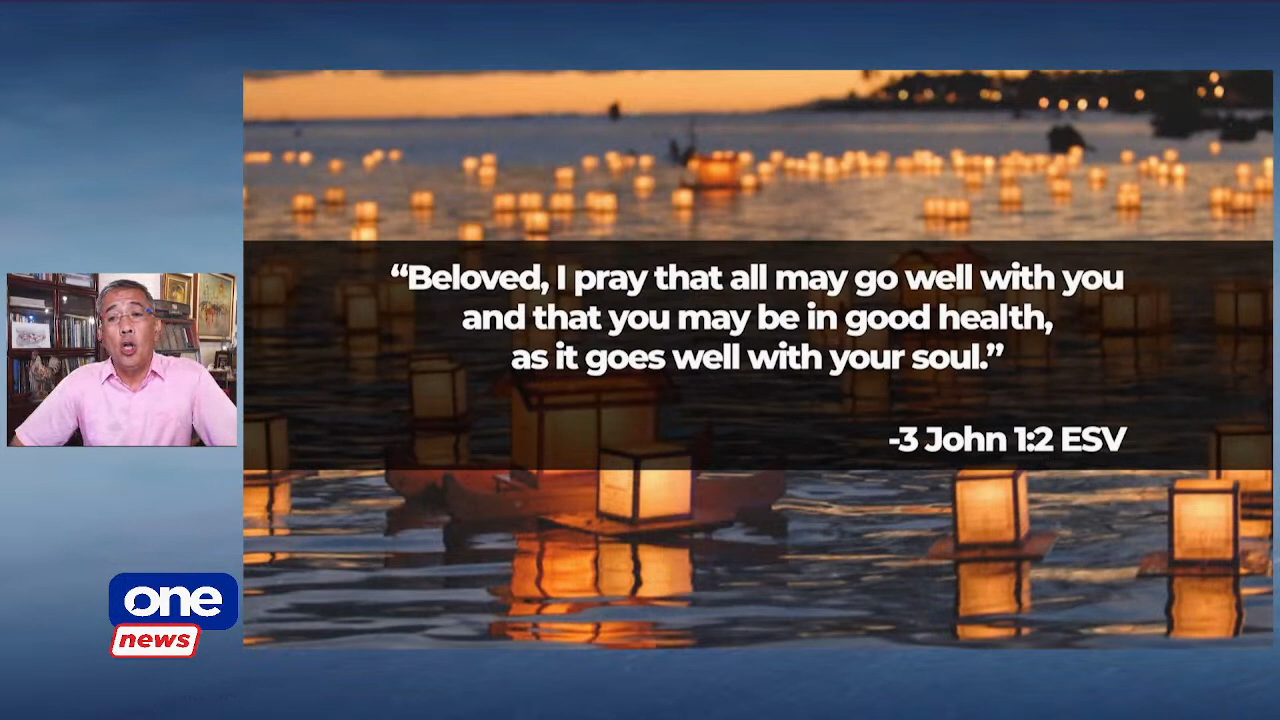 “Beloved, I pray that all may go well with you
and that you may be in good health,
as it goes well with your soul.”
-3 John 1:2 ESV
one
news